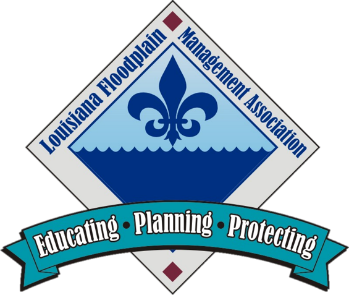 Louisiana Floodplain
Management Association
Educating • Planning • Protecting